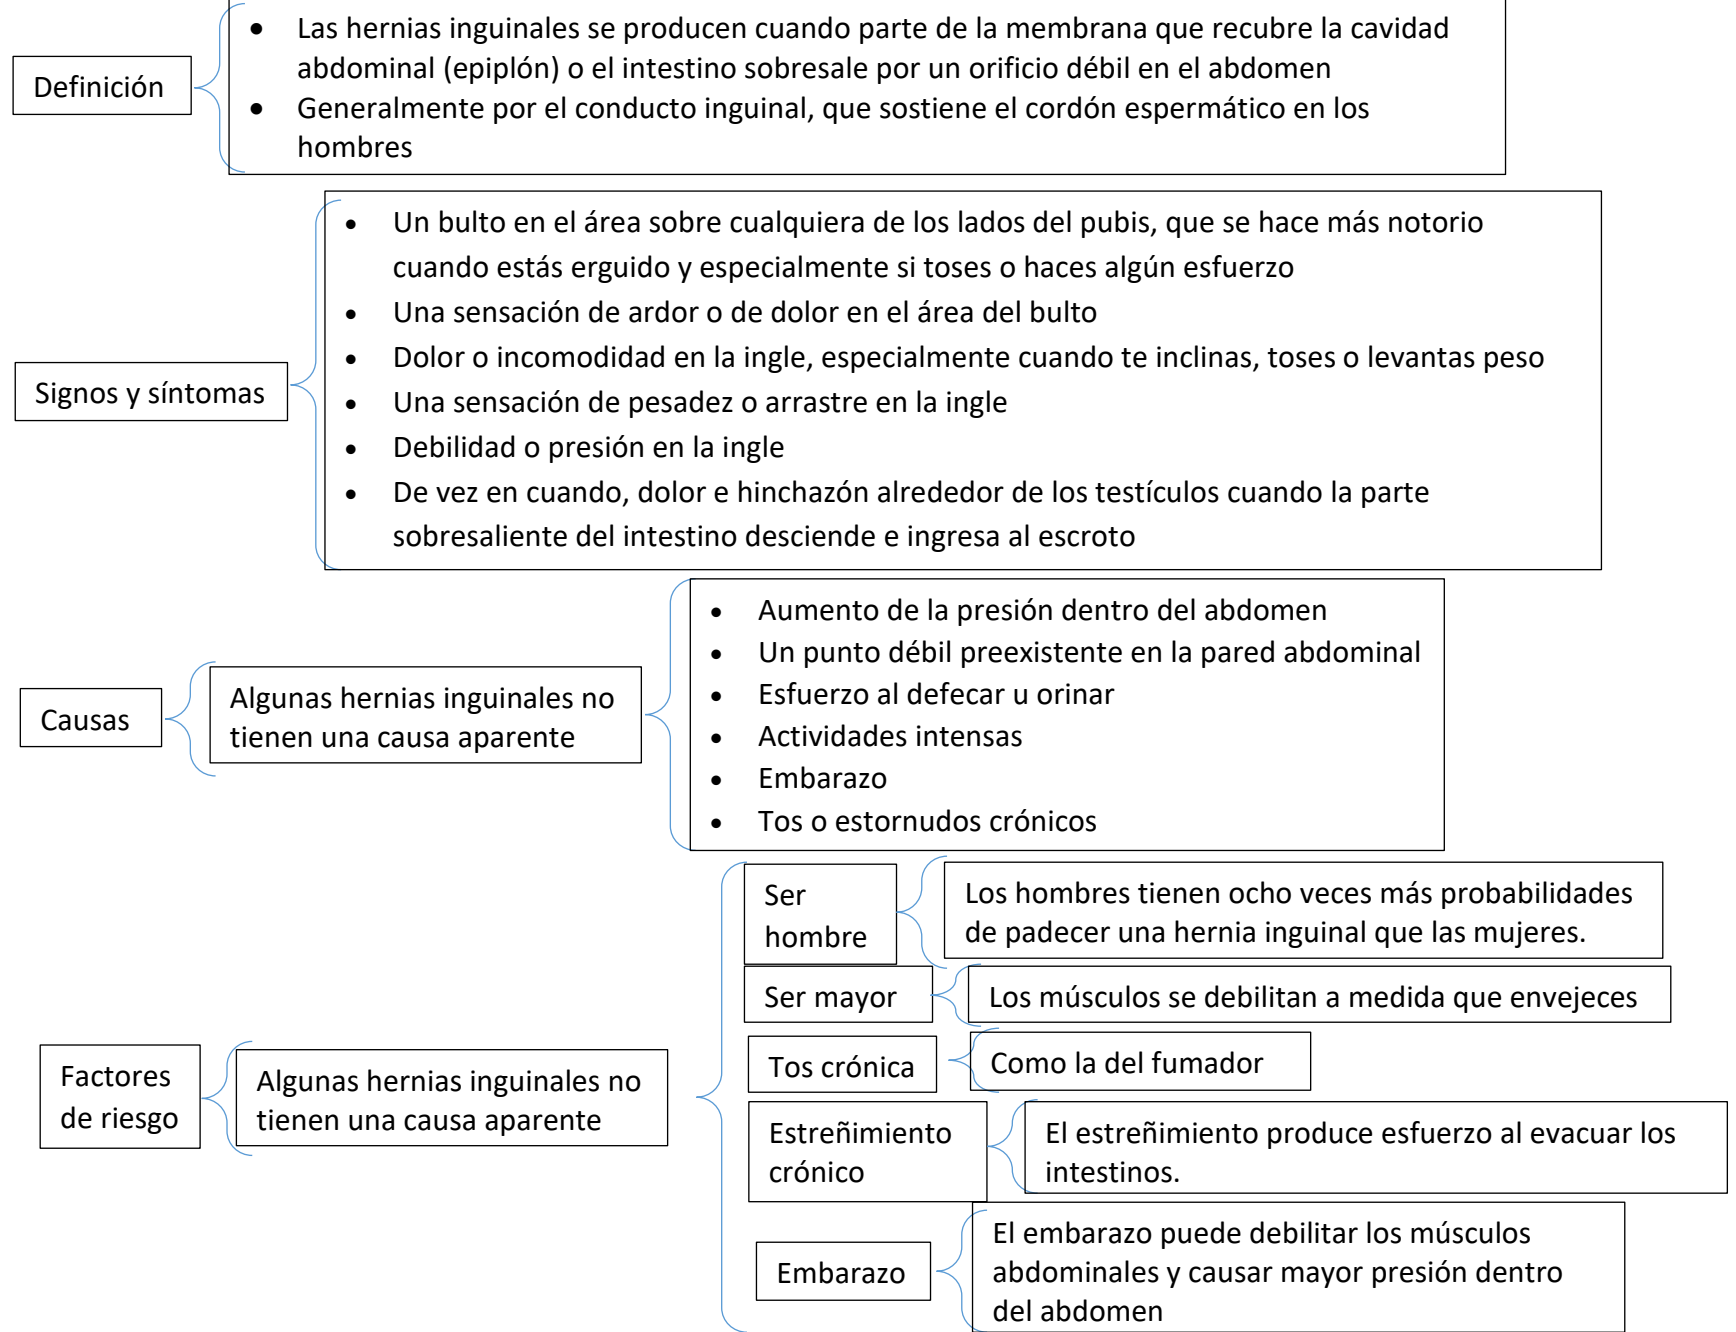 Definición
• Las hernias inguinales se producen cuando parte de la membrana que recubre la cavidad
abdominal (epiplón) o el intestino sobresale por un orificio débil en el abdomen
• Generalmente por el conducto inguinal, que sostiene el cordón espermático en los
hombres
Signos y síntomas
• Un bulto en el área sobre cualquiera de los lados del pubis, que se hace más notorio
cuando estás erguido y especialmente si toses o haces algún esfuerzo
• Una sensación de ardor o de dolor en el área del bulto
• Dolor o incomodidad en la ingle, especialmente cuando te inclinas, toses o levantas peso
• Una sensación de pesadez o arrastre en la ingle
• Debilidad o presión en la ingle
• De vez en cuando, dolor e hinchazón alrededor de los testículos cuando la parte
sobresaliente del intestino desciende e ingresa al escroto
Causas
Algunas hernias inguinales no
tienen una causa aparente
• Aumento de la presión dentro del abdomen
• Un punto débil preexistente en la pared abdominal
• Esfuerzo al defecar u orinar
• Actividades intensas
• Embarazo
• Tos o estornudos crónicos
Factores
de riesgo
Algunas hernias inguinales no
tienen una causa aparente
Ser
hombre
Los hombres tienen ocho veces más probabilidades
de padecer una hernia inguinal que las mujeres.
Ser mayor
Los músculos se debilitan a medida que envejeces
Tos crónica
Como la del fumador
Estreñimiento
crónico
El estreñimiento produce esfuerzo al evacuar los
intestinos.
Embarazo
El embarazo puede debilitar los músculos
abdominales y causar mayor presión dentro
del abdomen